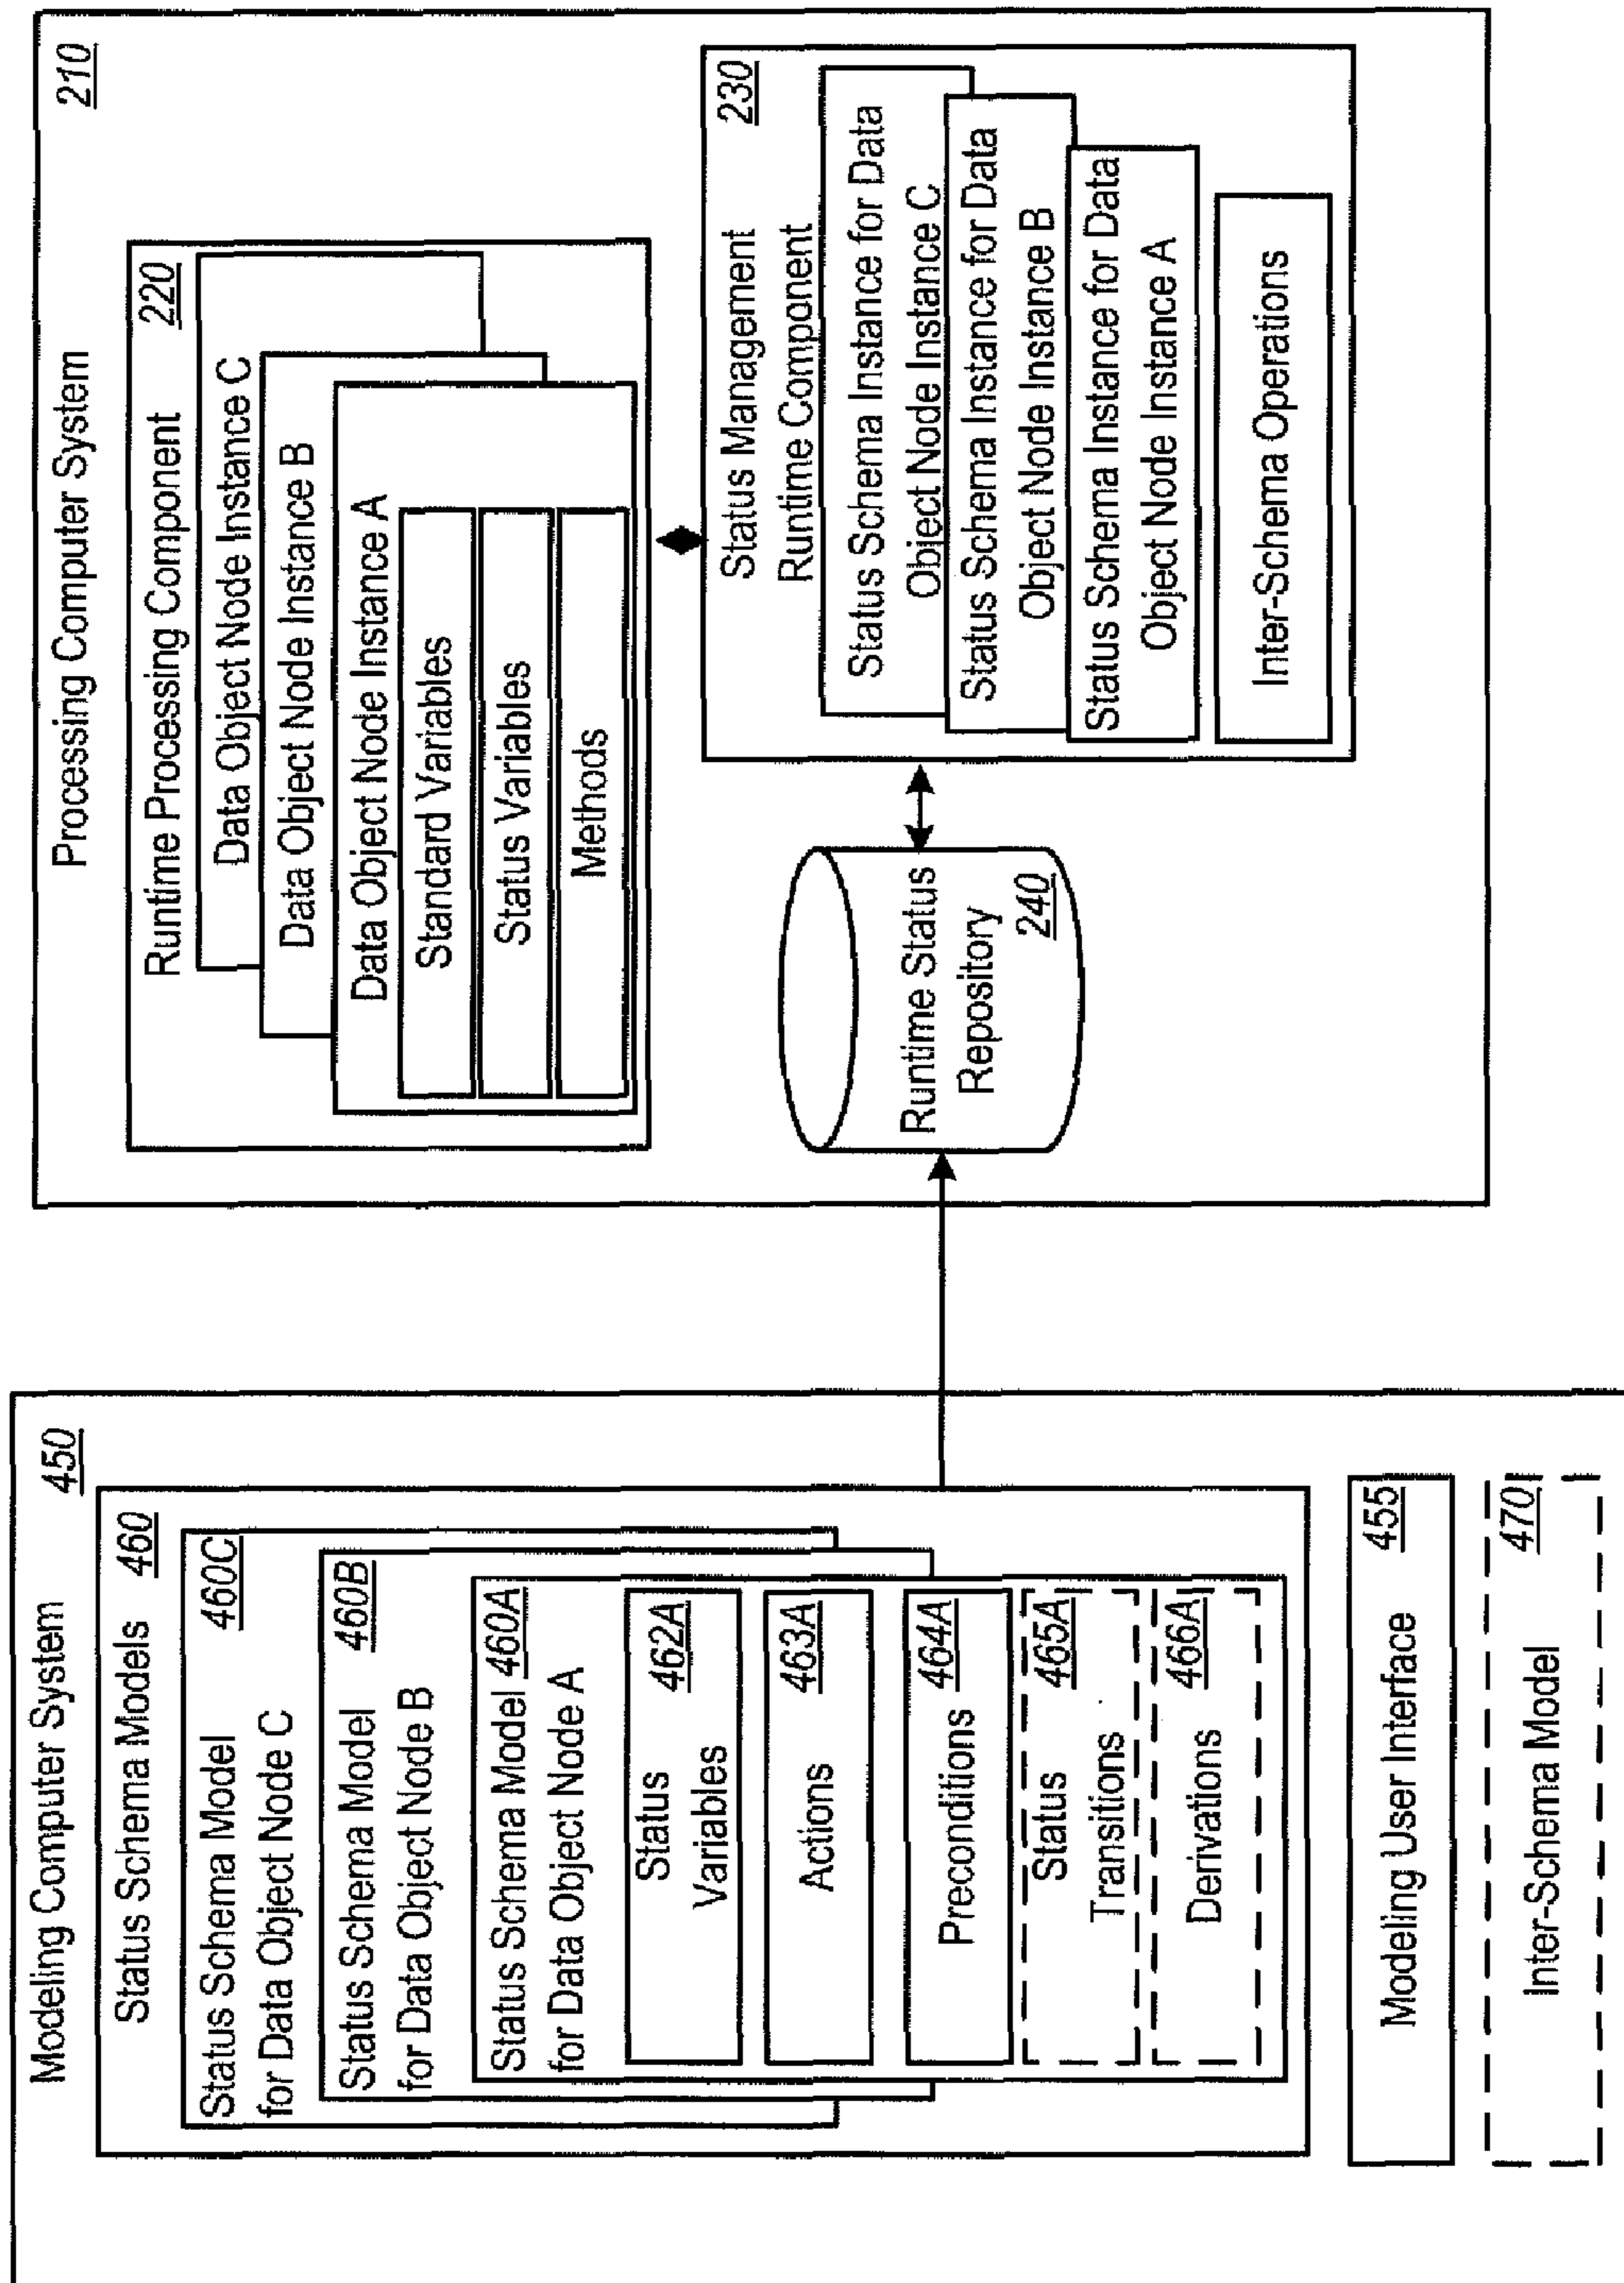 Modeling Computer System
450
Status Schema Models
460
Status Schema Model
460C
for Data Object Node C
Status Schema Model
460B
for Data Object Node B
Status Schema Model 460A
for Data Object Node A
Status
462A
Variables
Actions
463A
Preconditions
464A
Status
465A
Transitions
Derivations
466A
Modeling User Interface
455
Inter-Schema Model
470
Processing Computer System
210
Runtime Processing Component
220
Data Object Node Instance C
Data Object Node Instance B
Data Object Node Instance A
Standard Variables
Status Variables
Methods
Runtime Status
Repository
240
Status Management
230
Runtime Component
Status Schema Instance for Data
Object Node Instance C
Status Schema Instance for Data
Object Node Instance B
Status Schema Instance for Data
Object Node Instance A
Inter-Schema Operations